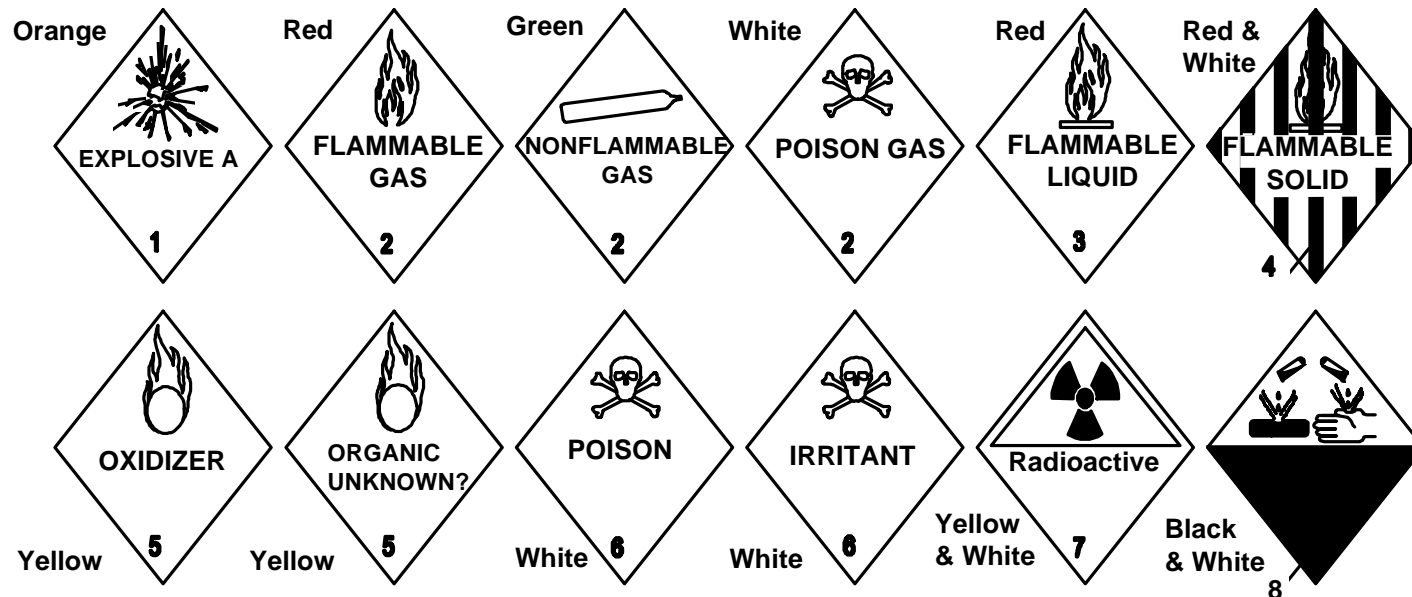 Orange
EXPLOSIVE A
1
Red
FLAMMABLE
GAS
2
Green
NONFLAMMABLE
GAS
2
White
POISON GAS
2
Red
FLAMMABLE
LIQUID
3
Red &
White
FLAMMABLE
SOLID
4
OXIDIZER
5
Yellow
ORGANIC
UNKNOWN?
5
Yellow
POISON
6
White
IRRITANT
6
White
Radioactive
7
Yellow
& White
Black
& White
8